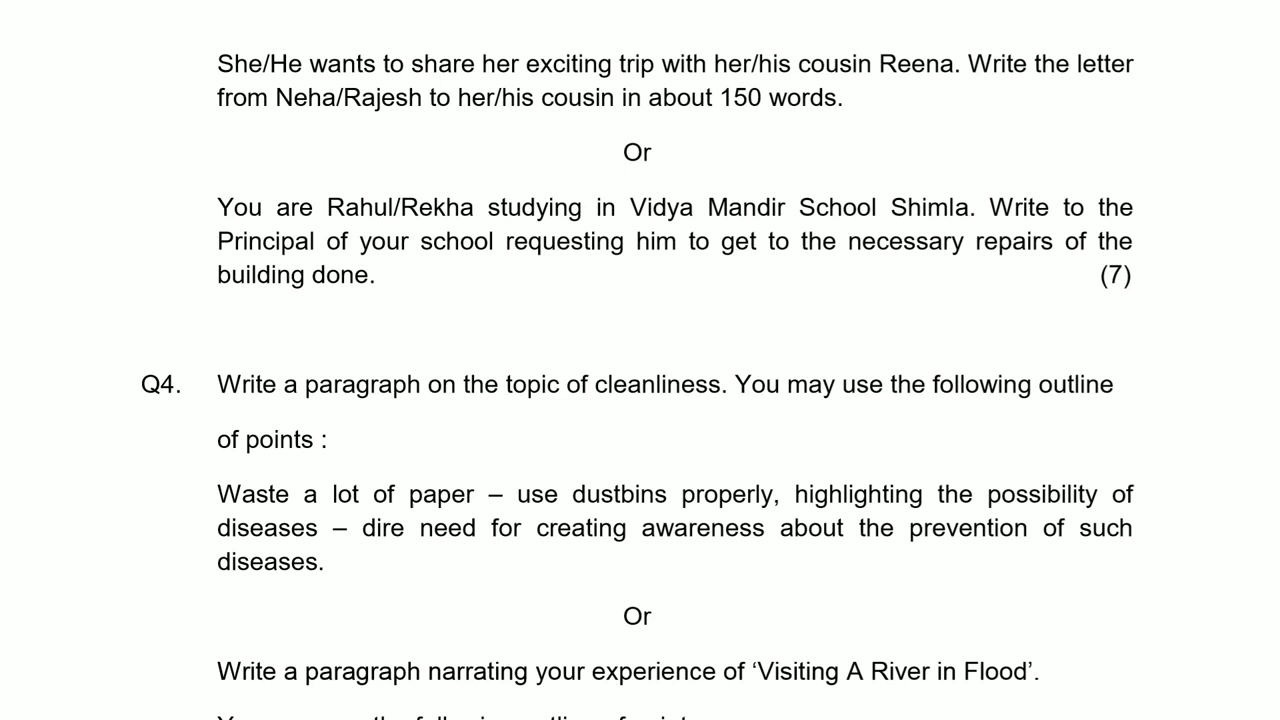 She/He wants to share her exciting trip with her/his cousin Reena. Write the letter
from Neha/Rajesh to her/his cousin in about 150 words.
Or
You are Rahul/Rekha studying in Vidya Mandir School Shimla. Write to the
Principal of your school requesting him to get to the necessary repairs of the
building done. (7)
Q4. Write a paragraph on the topic of cleanliness. You may use the following outline
of points :
Waste a lot of paper – use dustbins properly, highlighting the possibility of
diseases – dire need for creating awareness about the prevention of such
diseases.
Or
Write a paragraph narrating your experience of ‘Visiting A River in Flood’.